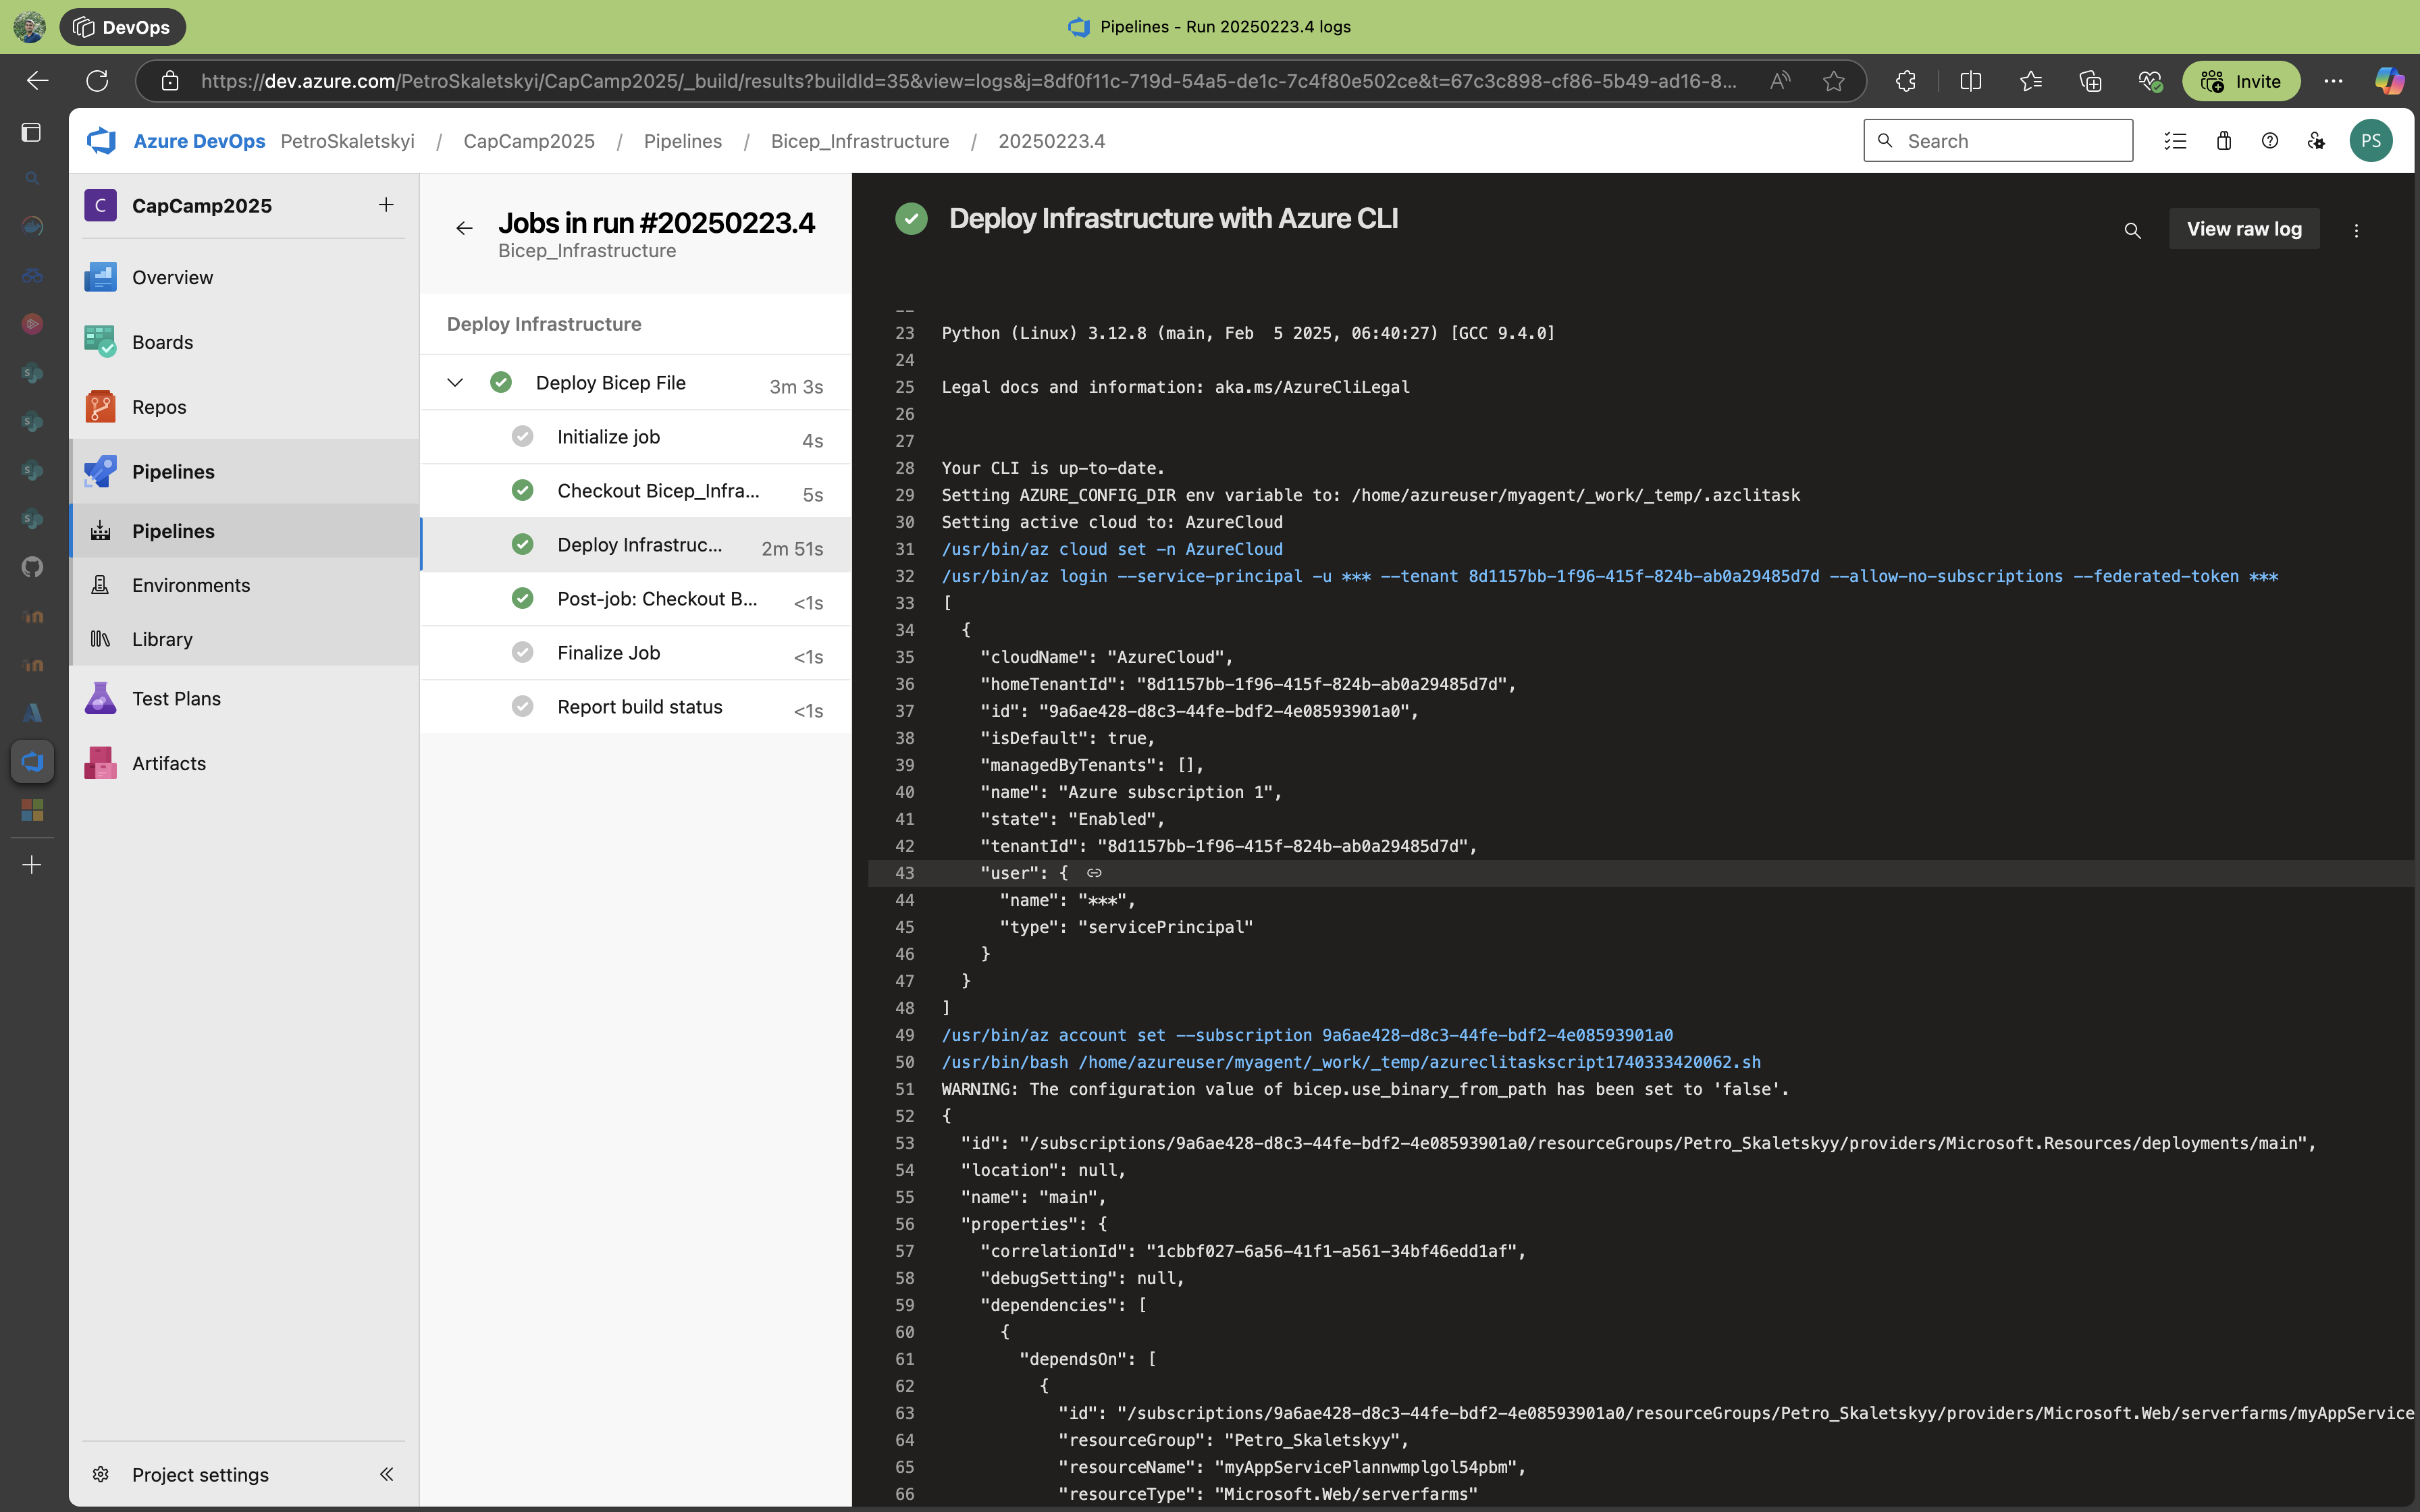 DevOps
Pipelines - Run 20250223.4 logs
https://dev.azure.com/PetroSkaletskyi/CapCamp2025/_build/results?buildId=35&view=logs&j=8df0f11c-719d-54a5-de1c-7c4f80e502ce&t=67c3c898-cf86-5b49-ad16-8...
Invite
Azure DevOps PetroSkaletskyi / CapCamp2025 / Pipelines / Bicep_Infrastructure / 20250223.4
Search
PS
C CapCamp2025
Overview
Boards
Repos
Pipelines
Pipelines
Environments
Library
Test Plans
Artifacts
Project settings
Jobs in run #20250223.4
Bicep_Infrastructure
Deploy Infrastructure
Deploy Bicep File 3m 3s
Initialize job 4s
Checkout Bicep_Infra... 5s
Deploy Infrastruc... 2m 51s
Post-job: Checkout B... <1s
Finalize Job <1s
Report build status <1s
Deploy Infrastructure with Azure CLI
View raw log
23 Python (Linux) 3.12.8 (main, Feb  5 2025, 06:40:27) [GCC 9.4.0]
24
25 Legal docs and information: aka.ms/AzureCliLegal
26
27
28 Your CLI is up-to-date.
29 Setting AZURE_CONFIG_DIR env variable to: /home/azureuser/myagent/_work/_temp/.azclitask
30 Setting active cloud to: AzureCloud
31 /usr/bin/az cloud set -n AzureCloud
32 /usr/bin/az login --service-principal -u *** --tenant 8d1157bb-1f96-415f-824b-ab0a29485d7d --allow-no-subscriptions --federated-token ***
33 [
34 {
35 "cloudName": "AzureCloud",
36 "homeTenantId": "8d1157bb-1f96-415f-824b-ab0a29485d7d",
37 "id": "9a6ae428-d8c3-44fe-bdf2-4e08593901a0",
38 "isDefault": true,
39 "managedByTenants": [],
40 "name": "Azure subscription 1",
41 "state": "Enabled",
42 "tenantId": "8d1157bb-1f96-415f-824b-ab0a29485d7d",
43 "user": {
44 "name": "***",
45 "type": "servicePrincipal"
46 }
47 }
48 ]
49 /usr/bin/az account set --subscription 9a6ae428-d8c3-44fe-bdf2-4e08593901a0
50 /usr/bin/bash /home/azureuser/myagent/_work/_temp/azureclitaskscript1740333420062.sh
51 WARNING: The configuration value of bicep.use_binary_from_path has been set to 'false'.
52 {
53 "id": "/subscriptions/9a6ae428-d8c3-44fe-bdf2-4e08593901a0/resourceGroups/Petro_Skaletskyy/providers/Microsoft.Resources/deployments/main",
54 "location": null,
55 "name": "main",
56 "properties": {
57 "correlationId": "1cbbf027-6a56-41f1-a561-34bf46edd1af",
58 "debugSetting": null,
59 "dependencies": [
60 {
61 "dependsOn": [
62 {
63 "id": "/subscriptions/9a6ae428-d8c3-44fe-bdf2-4e08593901a0/resourceGroups/Petro_Skaletskyy/providers/Microsoft.Web/serverfarms/myAppService
64 "resourceGroup": "Petro_Skaletskyy",
65 "resourceName": "myAppServicePlannwmplgol54pbm",
66 "resourceType": "Microsoft.Web/serverfarms"